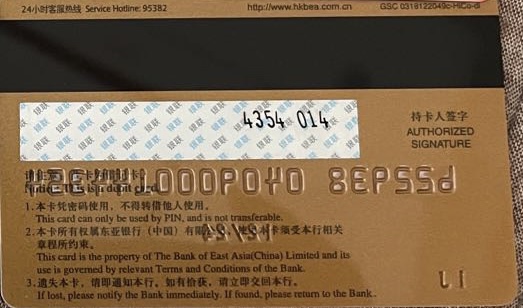 24小时客服热线 Service Hotline: 95382
http://www.hkbea.com.cn
GSC 0318122049c-HiCo-di
4354 014
持卡人签字
AUTHORIZED
SIGNATURE
1. 本卡凭密码使用，不得转借他人使用。
This card can only be used by PIN, and is not transferable.
2. 本卡所有权属东亚银行（中国）有限公司，使用本卡须受本行相关
章程所约束。
This card is the property of The Bank of East Asia(China) Limited and its
use is governed by relevant Terms and Conditions of the Bank.
3. 遗失本卡，请即通知本行。如有拾获，请立即交回本行。
If lost, please notify the Bank immediately. If found, please return to the Bank.